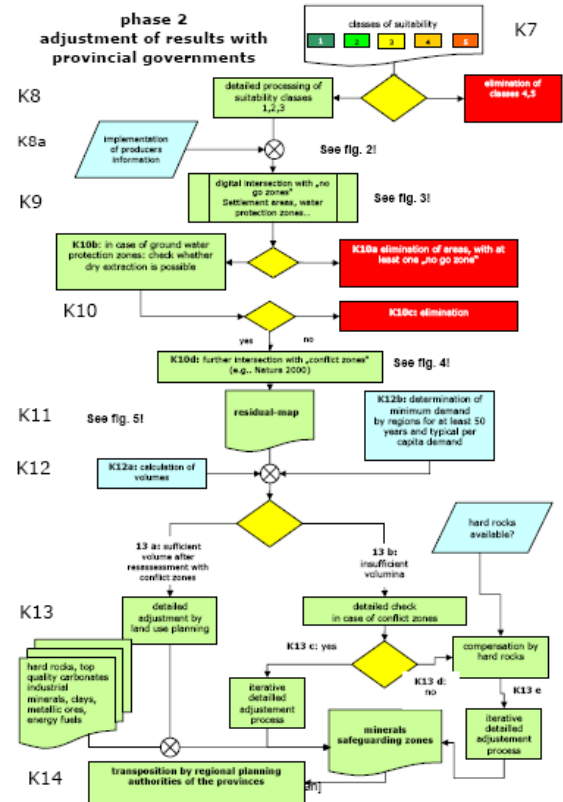 phase 2
adjustment of results with
provincial governments
classes of suitability
K7
1
2
3
4
5
K8
detailed processing of
suitability classes
1,2,3
elimination of
classes 4,5
K8a
implementation
of producers
information
See fig. 2!
K9
digital intersection with „no
go zones"
Settlement areas, water
protection zones..
See fig. 3!
K10b: in case of ground water
protection zones: check whether
dry extraction is possible
K10a elimination of areas, with at
least one „no go zone"
K10
K10c: elimination
yes
no
K10d: further intersection with „conflict zones"
(e.g., Natura 2000)
See fig. 4!
K11
See fig. 5!
residual-map
K12b: determination of
minimum demand
by regions for at least 50
years and typical per
capita demand
K12
K12a: calculation of
volumes
hard rocks
available?
13 a: sufficient
volume after
resassessment with
conflict zones
13 b:
insufficient
volumina
K13
detailed
adjustment by
land use planning
detailed check
in case of conflict zones
K13 c: yes
compensation by
hard rocks
hard rocks, top
quality carbonates
industrial
minerals, clays,
metallic ores,
energy fuels
K13 d:
no
K13 e
iterative
detailed
adjustement
process
minerals
safeguarding zones
iterative
detailed
adjustement
process
K14
transposition by regional planning
authorities of the provinces